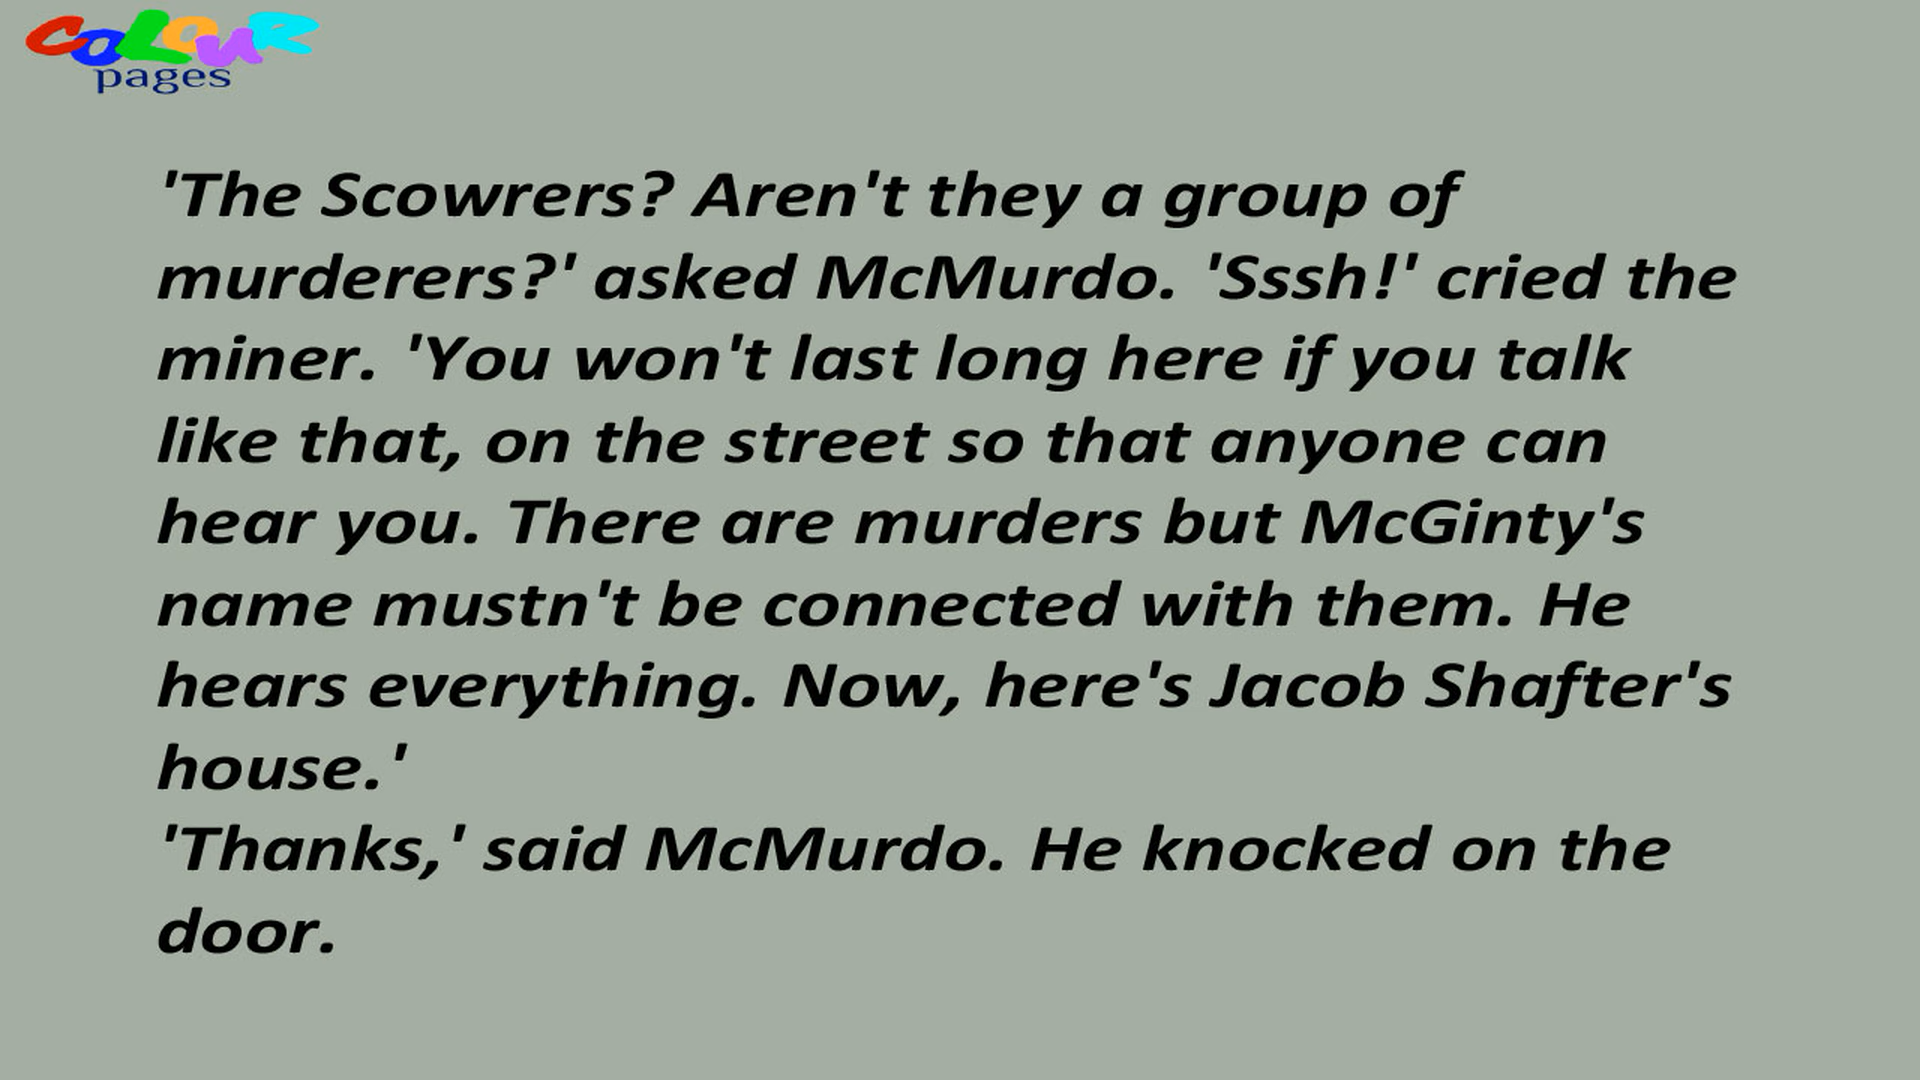 COLOUR
pages
'The Scowrers? Aren't they a group of
murderers?' asked McMurdo. 'Sssh!' cried the
miner. 'You won't last long here if you talk
like that, on the street so that anyone can
hear you. There are murders but McGinty's
name mustn't be connected with them. He
hears everything. Now, here's Jacob Shafter's
house.'
'Thanks,' said McMurdo. He knocked on the
door.